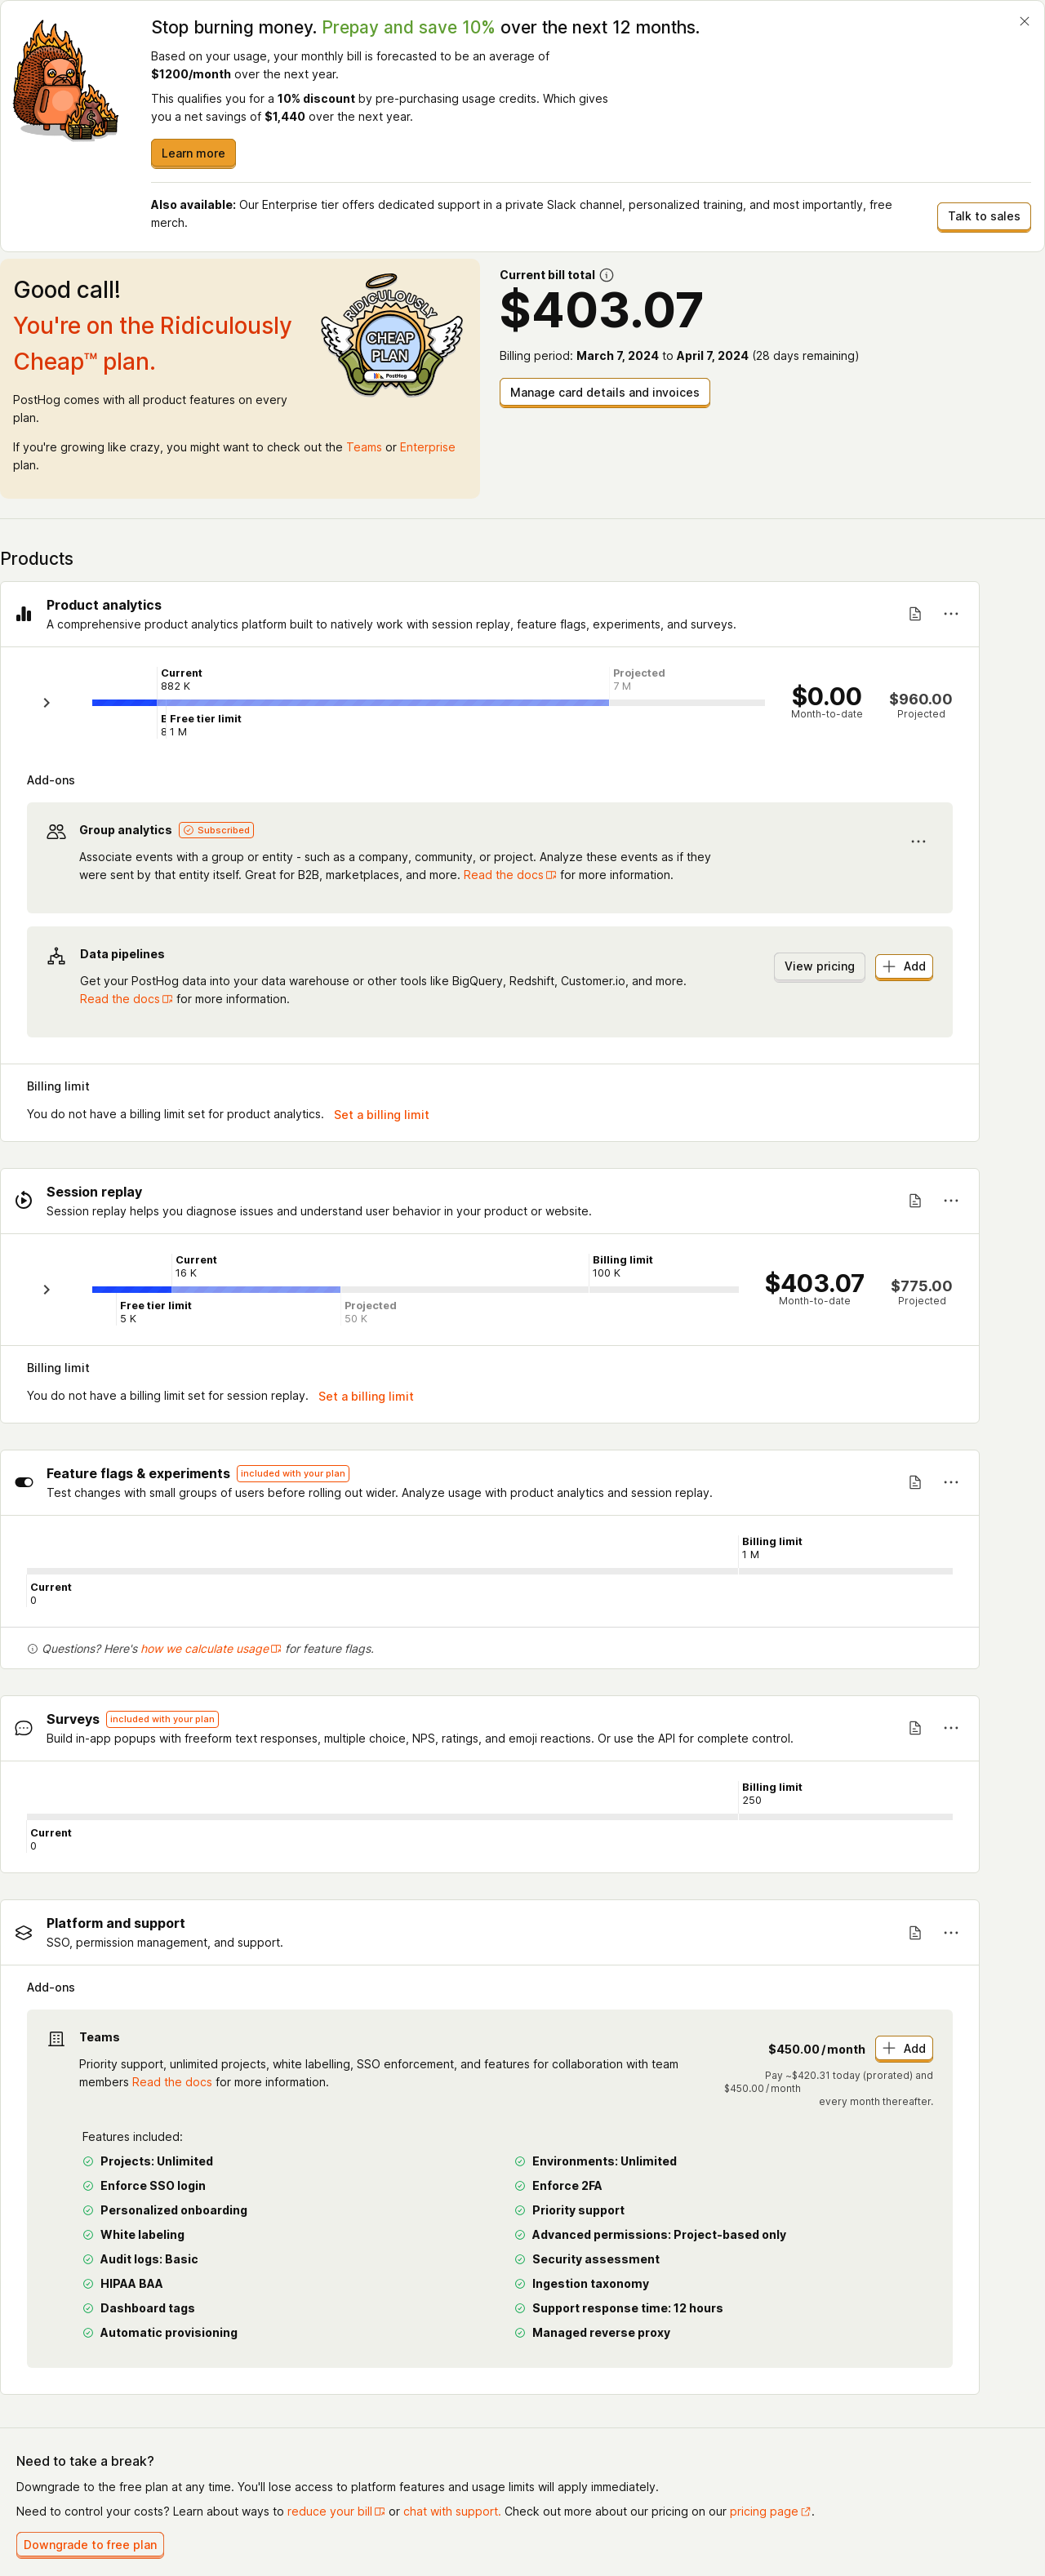 Stop burning money. Prepay and save 10% over the next 12 months.
Based on your usage, your monthly bill is forecasted to be an average of
$1200/month over the next year.
This qualifies you for a 10% discount by pre-purchasing usage credits. Which gives
you a net savings of $1,440 over the next year.
Learn more
Also available: Our Enterprise tier offers dedicated support in a private Slack channel, personalized training, and most importantly, free
merch.
Talk to sales
Good call!
You're on the Ridiculously
Cheap™ plan.
RIDICULOUSLY
CHEAP
PLAN
PostHog
PostHog comes with all product features on every
plan.
If you're growing like crazy, you might want to check out the Teams or Enterprise
plan.
Current bill total
$403.07
Billing period: March 7, 2024 to April 7, 2024 (28 days remaining)
Manage card details and invoices
Products
Product analytics
A comprehensive product analytics platform built to natively work with session replay, feature flags, experiments, and surveys.
Current
882 K
Projected
7 M
Free tier limit
1 M
$0.00
Month-to-date
$960.00
Projected
Add-ons
Group analytics
Subscribed
Associate events with a group or entity - such as a company, community, or project. Analyze these events as if they
were sent by that entity itself. Great for B2B, marketplaces, and more. Read the docs for more information.
Data pipelines
Get your PostHog data into your data warehouse or other tools like BigQuery, Redshift, Customer.io, and more.
Read the docs for more information.
View pricing
Add
Billing limit
You do not have a billing limit set for product analytics. Set a billing limit
Session replay
Session replay helps you diagnose issues and understand user behavior in your product or website.
Current
16 K
Billing limit
100 K
Free tier limit
5 K
Projected
50 K
$403.07
Month-to-date
$775.00
Projected
Billing limit
You do not have a billing limit set for session replay. Set a billing limit
Feature flags & experiments
included with your plan
Test changes with small groups of users before rolling out wider. Analyze usage with product analytics and session replay.
Billing limit
1 M
Current
0
Questions? Here's how we calculate usage for feature flags.
Surveys
included with your plan
Build in-app popups with freeform text responses, multiple choice, NPS, ratings, and emoji reactions. Or use the API for complete control.
Billing limit
250
Current
0
Platform and support
SSO, permission management, and support.
Add-ons
Teams
Priority support, unlimited projects, white labelling, SSO enforcement, and features for collaboration with team
members Read the docs for more information.
$450.00/month
Add
Pay ~$420.31 today (prorated) and
$450.00/month
every month thereafter.
Features included:
Projects: Unlimited
Environments: Unlimited
Enforce SSO login
Enforce 2FA
Personalized onboarding
Priority support
White labeling
Advanced permissions: Project-based only
Audit logs: Basic
Security assessment
HIPAA BAA
Ingestion taxonomy
Dashboard tags
Support response time: 12 hours
Automatic provisioning
Managed reverse proxy
Need to take a break?
Downgrade to the free plan at any time. You'll lose access to platform features and usage limits will apply immediately.
Need to control your costs? Learn about ways to reduce your bill or chat with support. Check out more about our pricing on our pricing page.
Downgrade to free plan